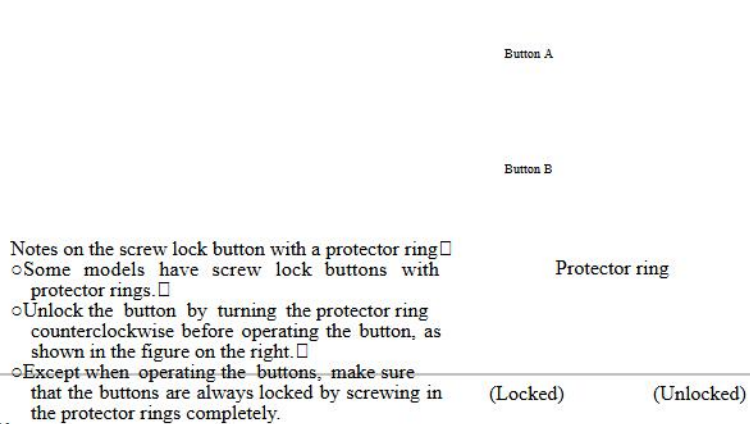 Button A
Button B
Notes on the screw lock button with a protector ring□
○Some models have screw lock buttons with
protector rings.□
○Unlock the button by turning the protector ring
counterclockwise before operating the button, as
shown in the figure on the right.□
○Except when operating the buttons, make sure
that the buttons are always locked by screwing in
the protector rings completely.
Protector ring
(Locked)
(Unlocked)